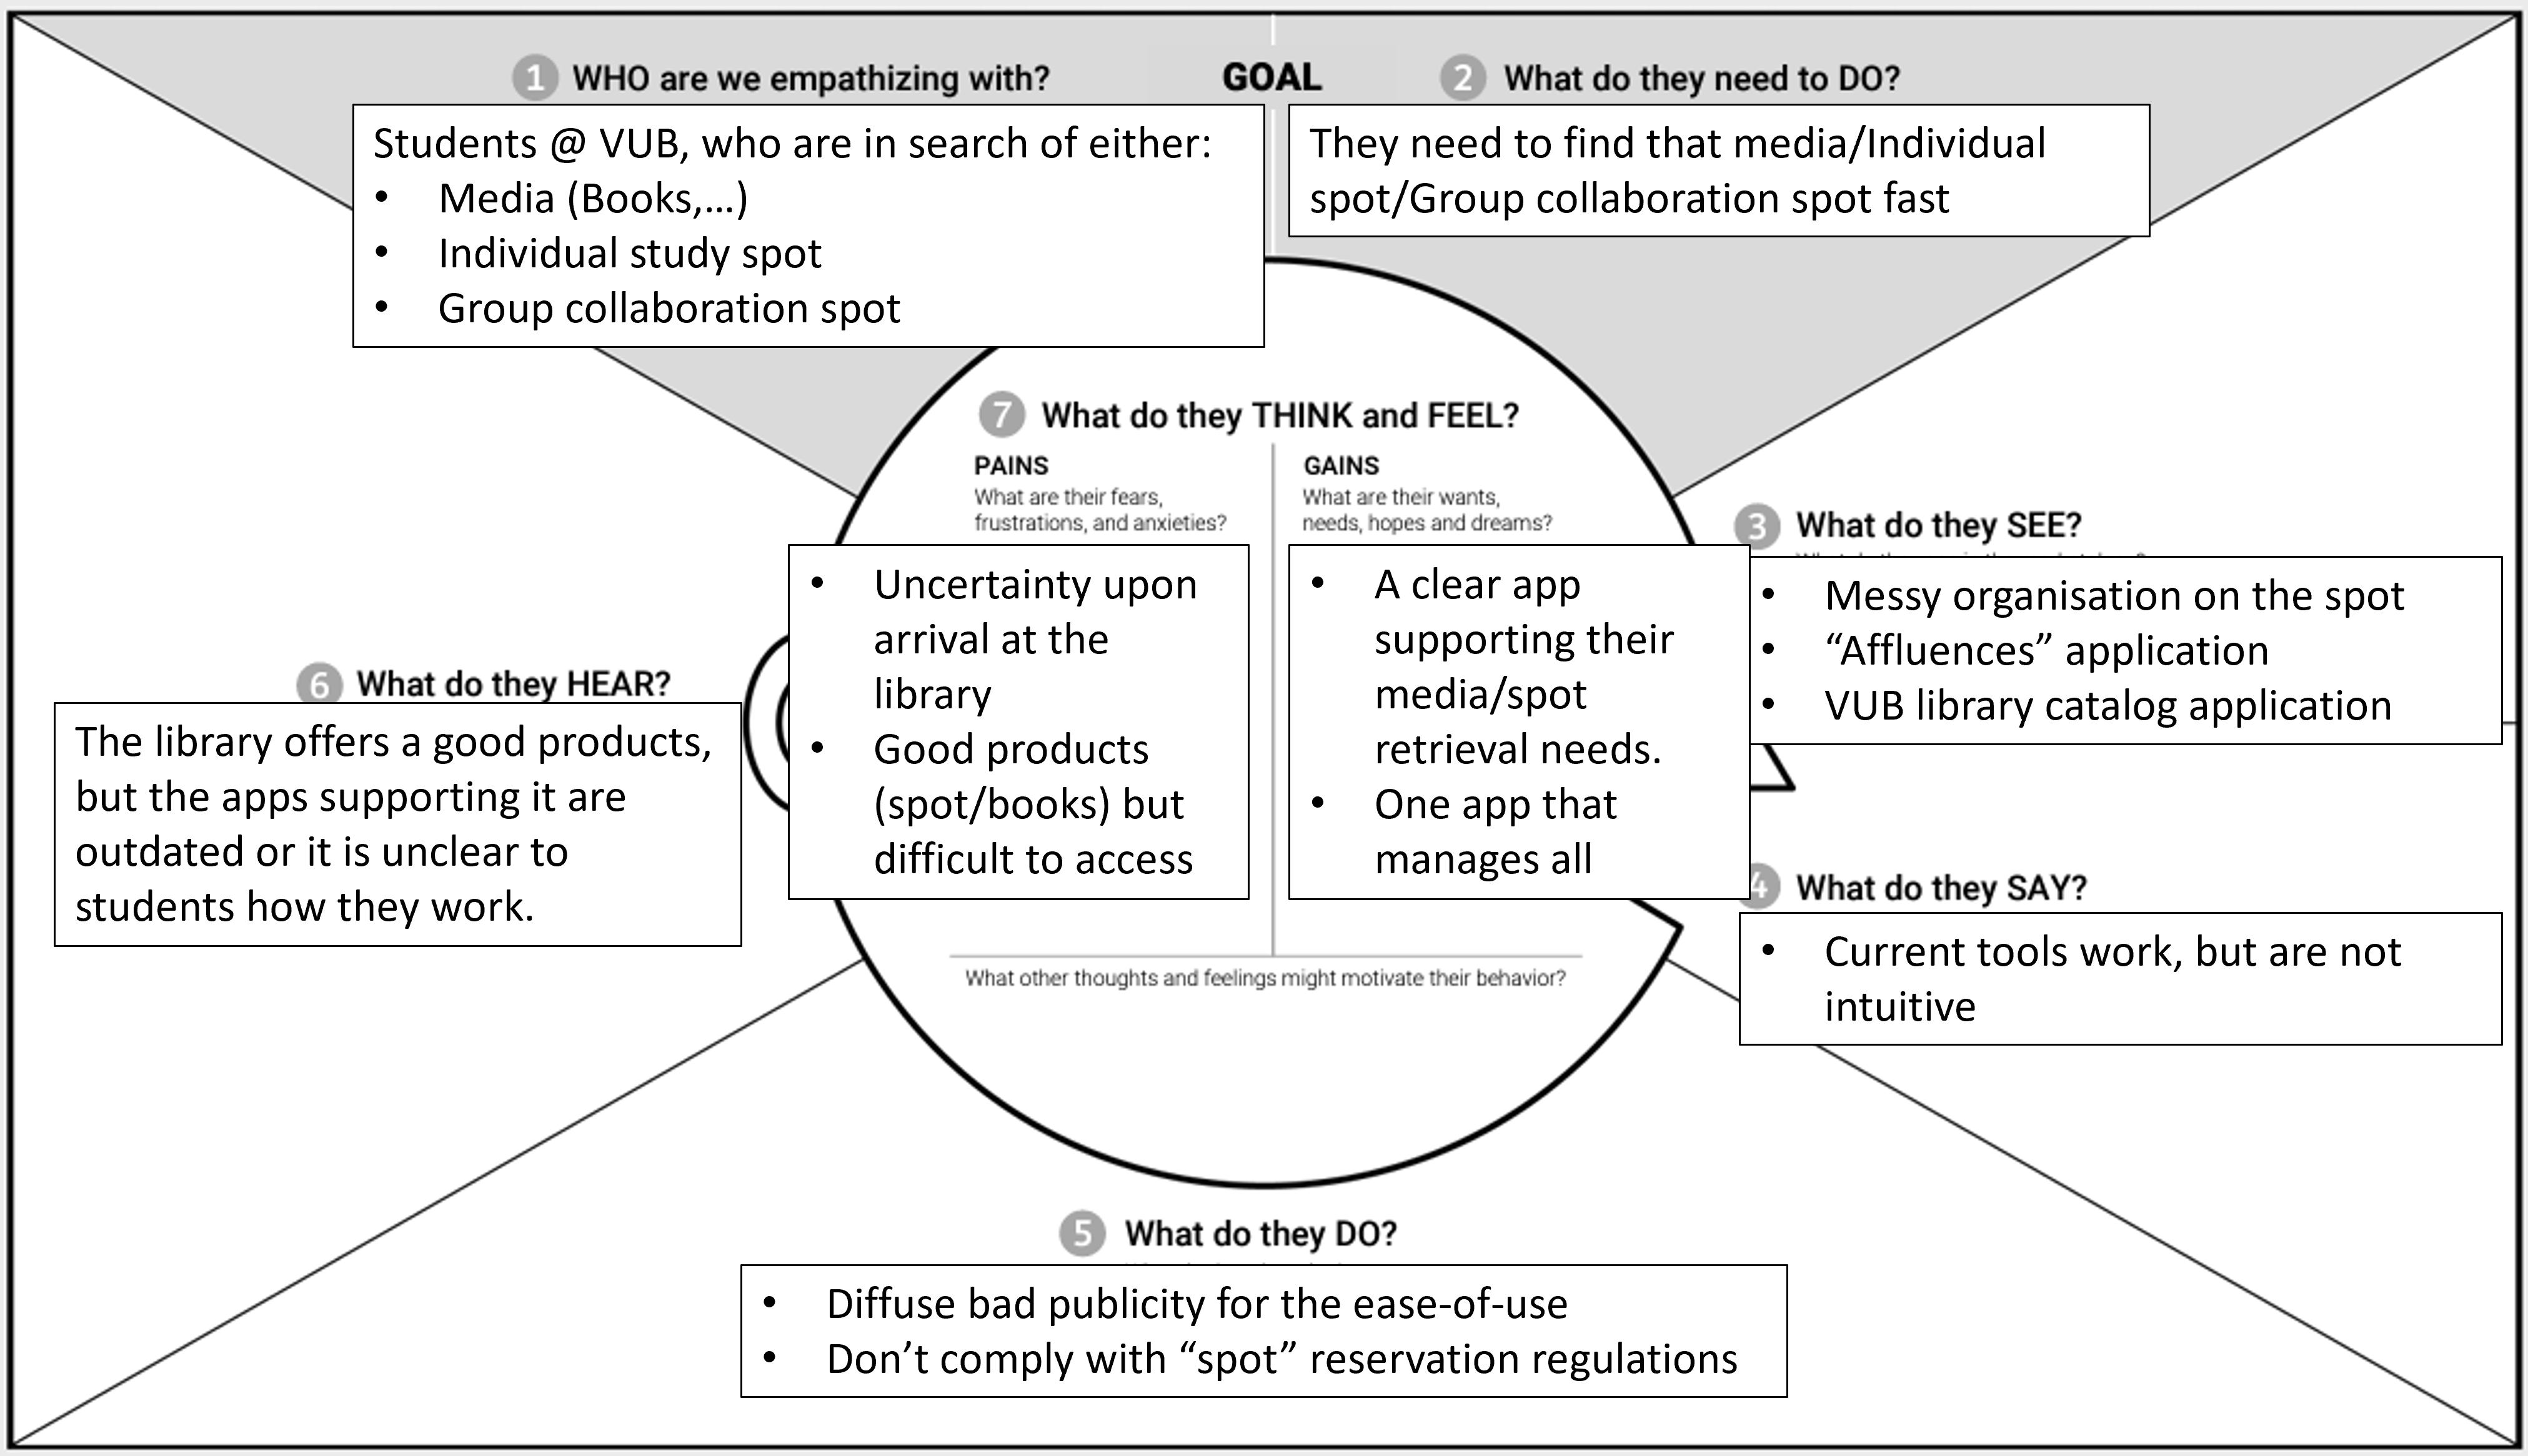 1 WHO are we empathizing with?
GOAL
2 What do they need to DO?
Students @ VUB, who are in search of either:
• Media (Books,...)
• Individual study spot
• Group collaboration spot
They need to find that media/Individual
spot/Group collaboration spot fast
7 What do they THINK and FEEL?
PAINS
What are their fears,
frustrations, and anxieties?
• Uncertainty upon
arrival at the
library
• Good products
(spot/books) but
difficult to access
GAINS
What are their wants,
needs, hopes and dreams?
• A clear app
supporting their
media/spot
retrieval needs.
• One app that
manages all
What other thoughts and feelings might motivate their behavior?
3 What do they SEE?
• Messy organisation on the spot
• “Affluences” application
• VUB library catalog application
4 What do they SAY?
• Current tools work, but are not
intuitive
5 What do they DO?
• Diffuse bad publicity for the ease-of-use
• Don’t comply with “spot” reservation regulations
6 What do they HEAR?
The library offers a good products,
but the apps supporting it are
outdated or it is unclear to
students how they work.